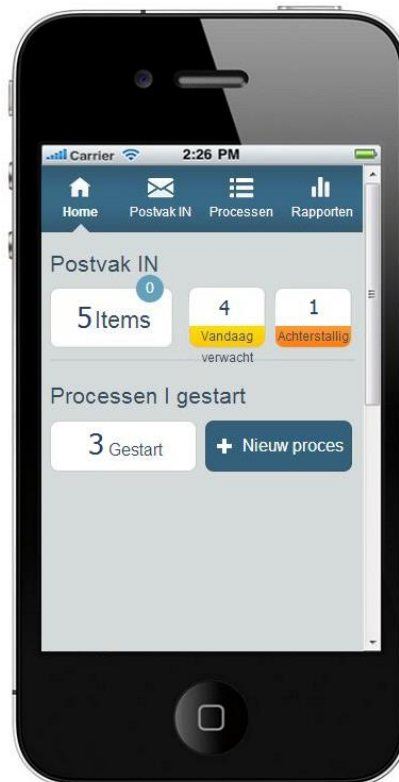 Carrier 2:26 PM
Home Postvak IN Processen Rapporten
Postvak IN
0
5 Items
4
Vandaag
verwacht
1
Achterstallig
Processen I gestart
3 Gestart
+ Nieuw proces